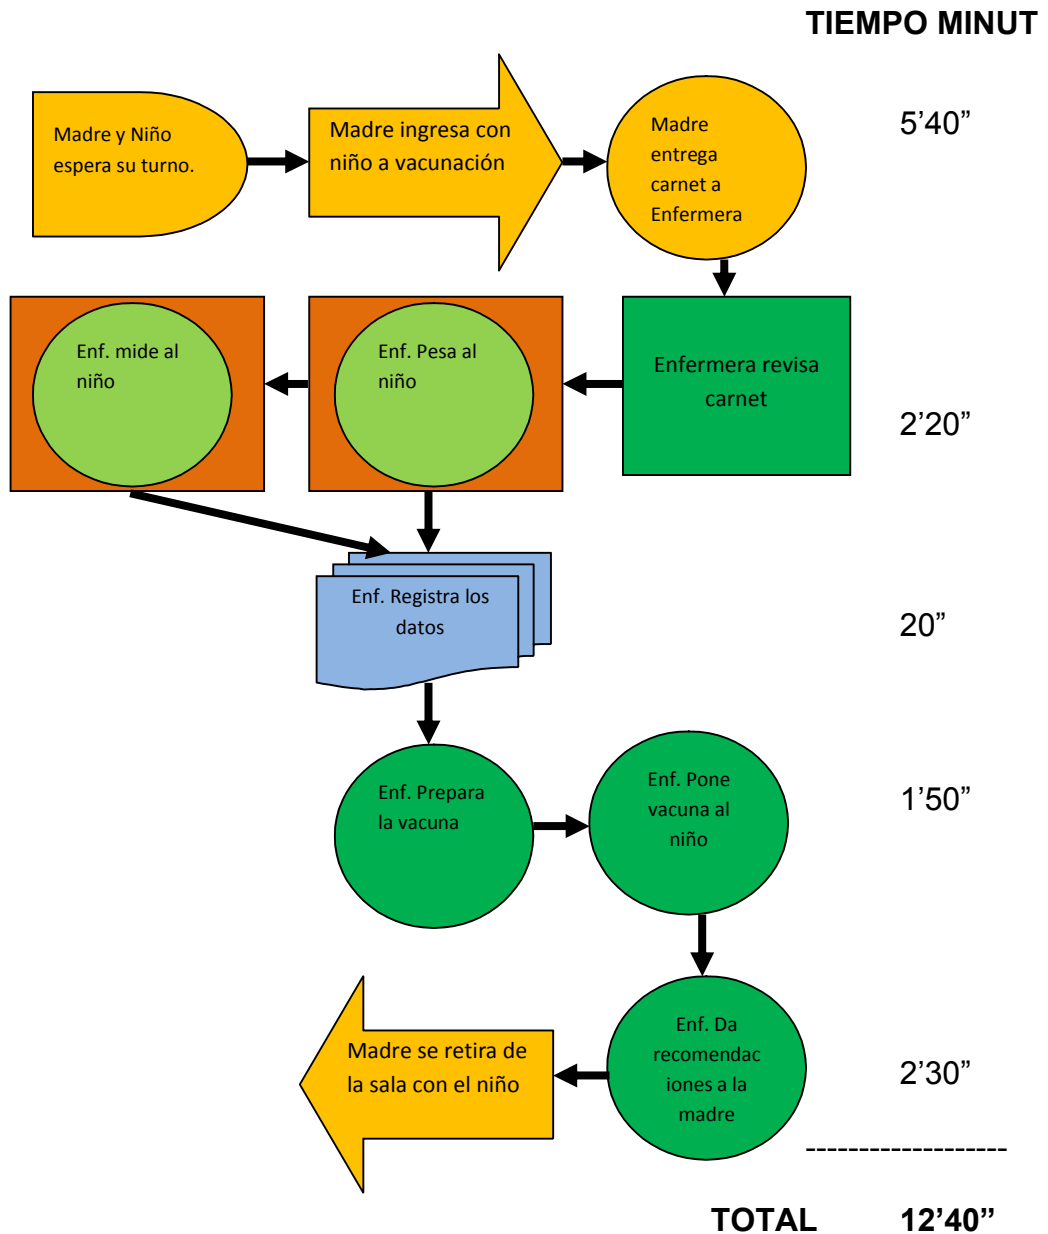 TIEMPO MINUT
Madre y Niño
espera su turno.
Madre ingresa con
niño a vacunación
Madre
entrega
carnet a
Enfermera
5’40”
Enf. mide al
niño
Enf. Pesa al
niño
Enfermera revisa
carnet
2’20”
Enf. Registra los
datos
20”
Enf. Prepara
la vacuna
Enf. Pone
vacuna al
niño
1’50”
Madre se retira de
la sala con el niño
Enf. Da
recomendac
iones a la
madre
2’30”
-------------------
TOTAL 12’40”